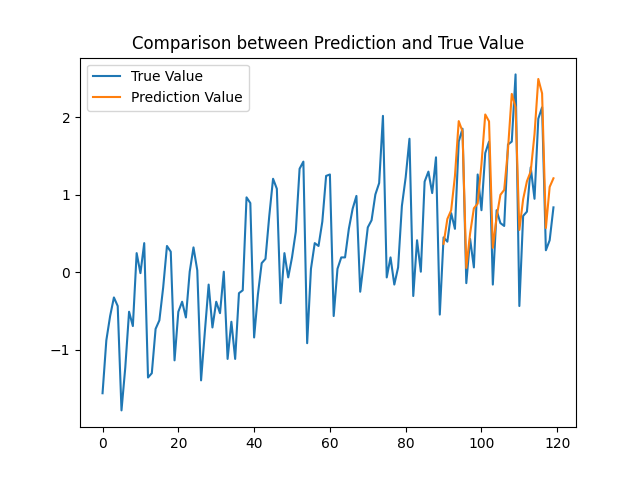 Comparison between Prediction and True Value
True Value
Prediction Value
2
1
0
−1
0 20 40 60 80 100 120